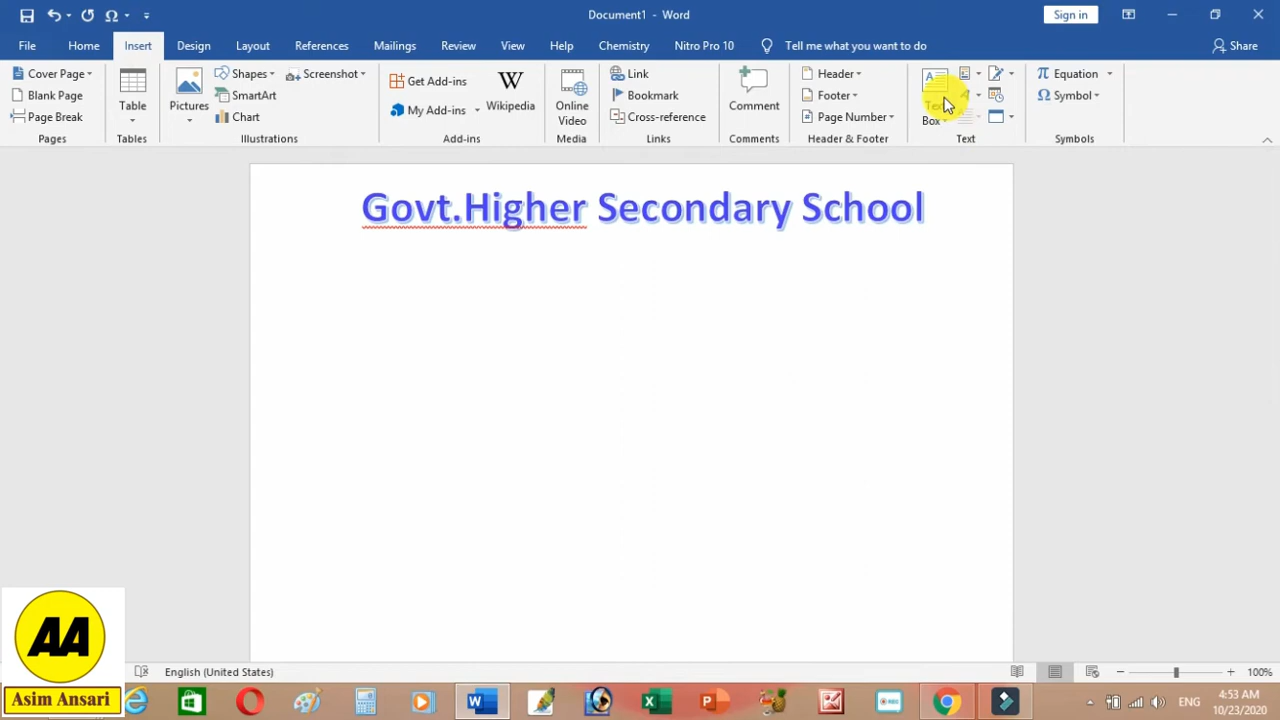 Document1 - Word
Sign in
File Home Insert Design Layout References Mailings Review View Help Chemistry Nitro Pro 10 Tell me what you want to do Share
Cover Page
Blank Page
Page Break
Pages
Table
Tables
Pictures
Shapes
SmartArt
Chart
Screenshot
Illustrations
Get Add-ins
My Add-ins
W
Wikipedia
Add-ins
Online
Video
Media
Link
Bookmark
Cross-reference
Links
Comment
Comments
Header
Footer
Page Number
Header & Footer
Text
Box
Text
π Equation
Ω Symbol
Symbols
Govt.Higher Secondary School
AA
Asim Ansari
English (United States)
100%
ENG
4:53 AM
10/23/2020